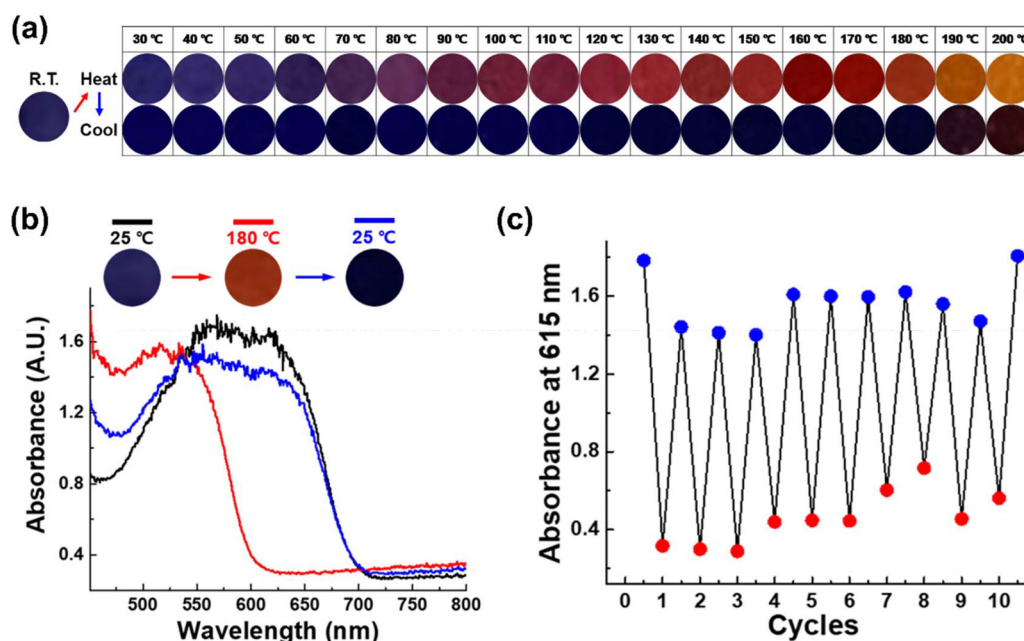 (a)
30 ℃ 40 ℃ 50 ℃ 60 ℃ 70 ℃ 80 ℃ 90 ℃ 100 ℃ 110 ℃ 120 ℃ 130 ℃ 140 ℃ 150 ℃ 160 ℃ 170 ℃ 180 ℃ 190 ℃ 200 ℃
R.T. Heat
Cool
(b)
25 ℃ 180 ℃ 25 ℃
Absorbance (A.U.)
1.6
1.2
0.8
0.4
500 550 600 650 700 750 800
Wavelength (nm)
(c)
Absorbance at 615 nm
1.6
1.2
0.8
0.4
0 1 2 3 4 5 6 7 8 9 10
Cycles